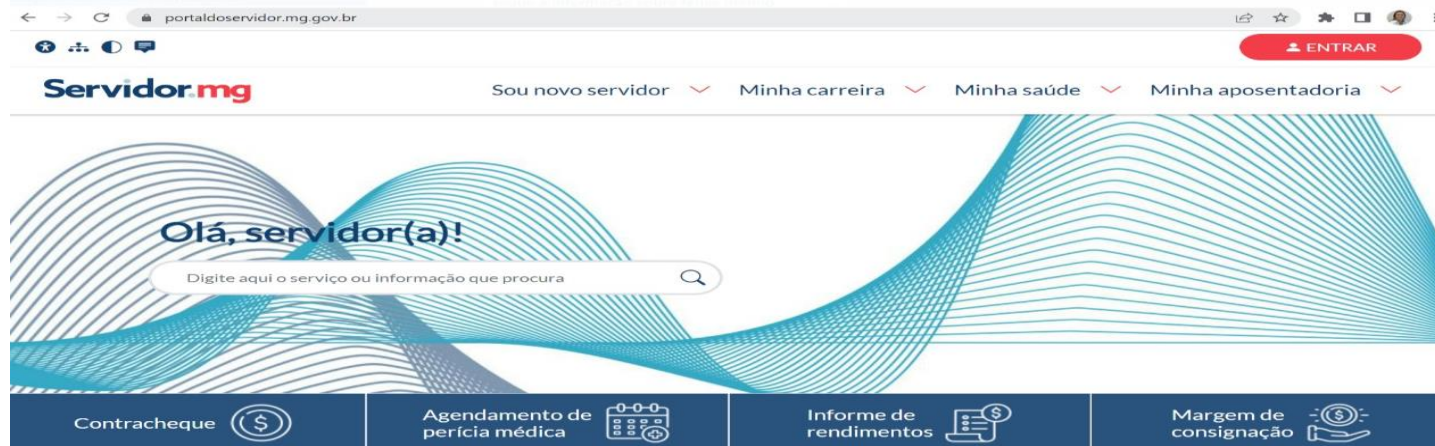 portaldoservidor.mg.gov.br
ENTRAR
Servidor.mg
Sou novo servidor
Minha carreira
Minha saúde
Minha aposentadoria
Olá, servidor(a)!
Digite aqui o serviço ou informação que procura
Contracheque
Agendamento de
perícia médica
Informe de
rendimentos
Margem de
consignação